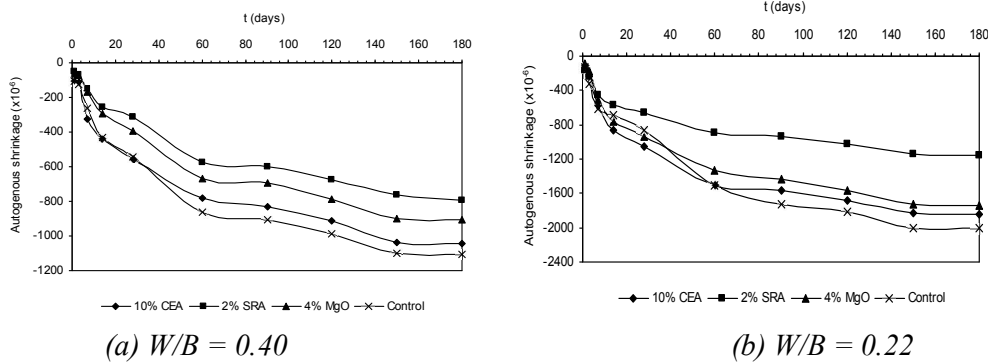 t (days)
0 20 40 60 80 100 120 140 160 180
0
-200
-400
-600
-800
-1000
-1200
Autogenous shrinkage (x10⁻⁶)
10% CEA 2% SRA 4% MgO Control
(a) W/B = 0.40
t (days)
0 20 40 60 80 100 120 140 160 180
0
-400
-800
-1200
-1600
-2000
-2400
Autogenous shrinkage (x10⁻⁶)
10% CEA 2% SRA 4% MgO Control
(b) W/B = 0.22